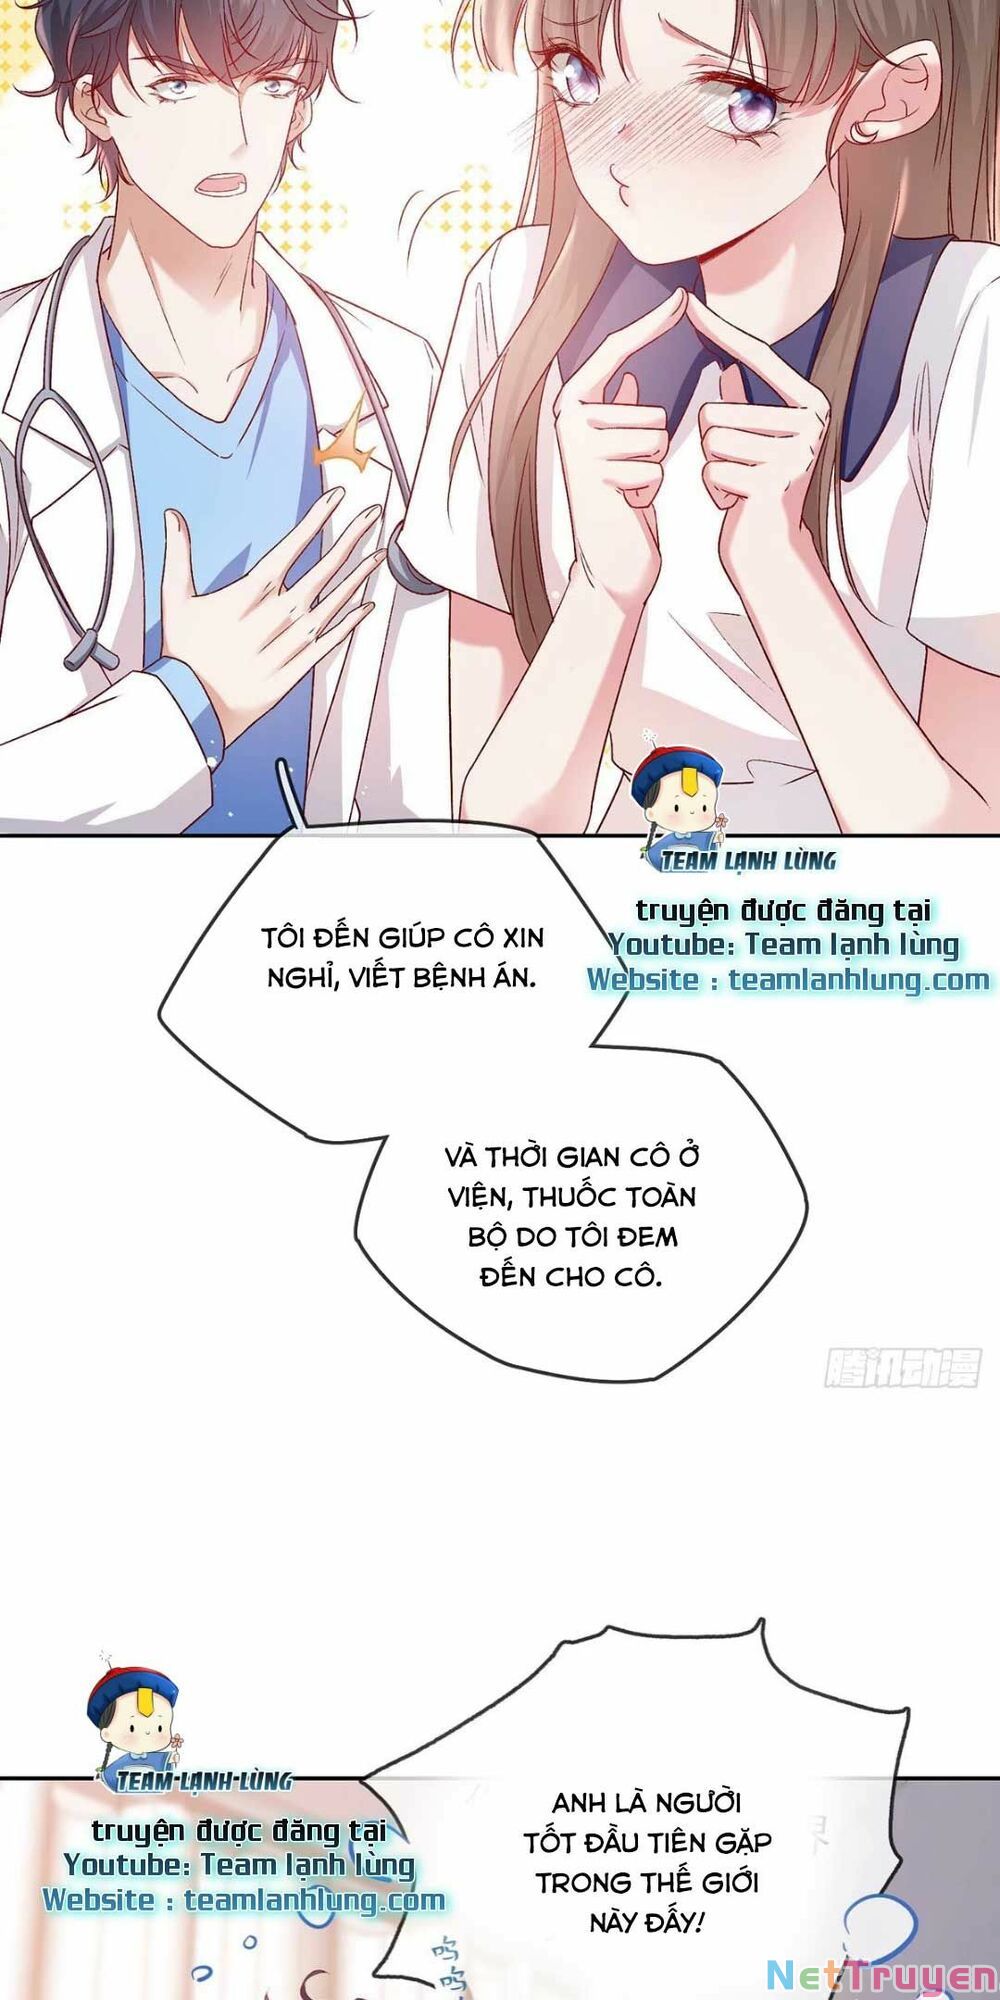 TEAM LẠNH LÙNG
truyện được đăng tại
Youtube: Team lạnh lùng
Website : teamlanhlung.com
TÔI ĐẾN GIÚP CÔ XIN
NGHỈ, VIẾT BỆNH ÁN.
VÀ THỜI GIAN CÔ Ở
VIỆN, THUỐC TOÀN
BỘ DO TÔI ĐEM
ĐẾN CHO CÔ.
腾讯动漫
TEAM LẠNH LÙNG
truyện được đăng tại
Youtube: Team lạnh lùng
Website : teamlanhlung.com
ANH LÀ NGƯỜI
TỐT ĐẦU TIÊN GẶP
TRONG THẾ GIỚI
NÀY ĐẤY!
呜
呜
NetTruyen